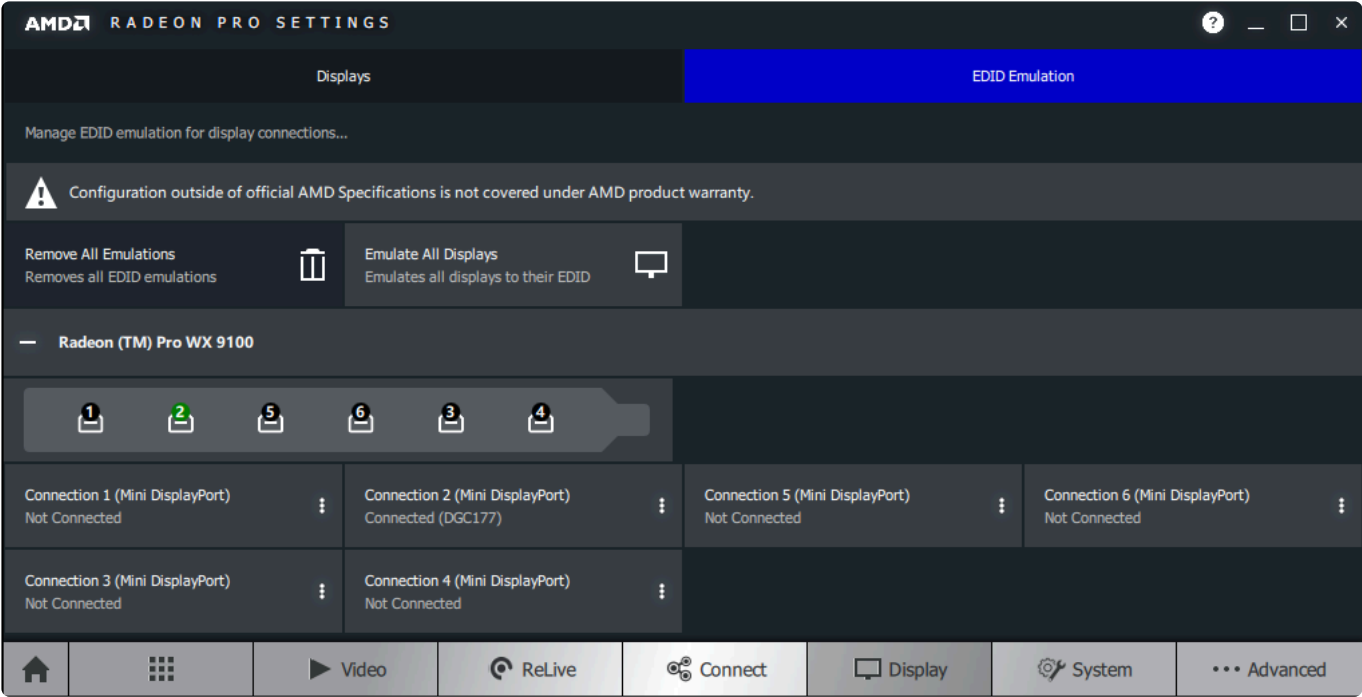 AMD RADEON PRO SETTINGS ?
Displays
EDID Emulation
Manage EDID emulation for display connections...
Configuration outside of official AMD Specifications is not covered under AMD product warranty.
Remove All Emulations
Removes all EDID emulations
Emulate All Displays
Emulates all displays to their EDID
Radeon (TM) Pro WX 9100
1 2 5 6 3 4
Connection 1 (Mini DisplayPort)
Not Connected
Connection 2 (Mini DisplayPort)
Connected (DGC177)
Connection 5 (Mini DisplayPort)
Not Connected
Connection 6 (Mini DisplayPort)
Not Connected
Connection 3 (Mini DisplayPort)
Not Connected
Connection 4 (Mini DisplayPort)
Not Connected
Video
ReLive
Connect
Display
System
Advanced